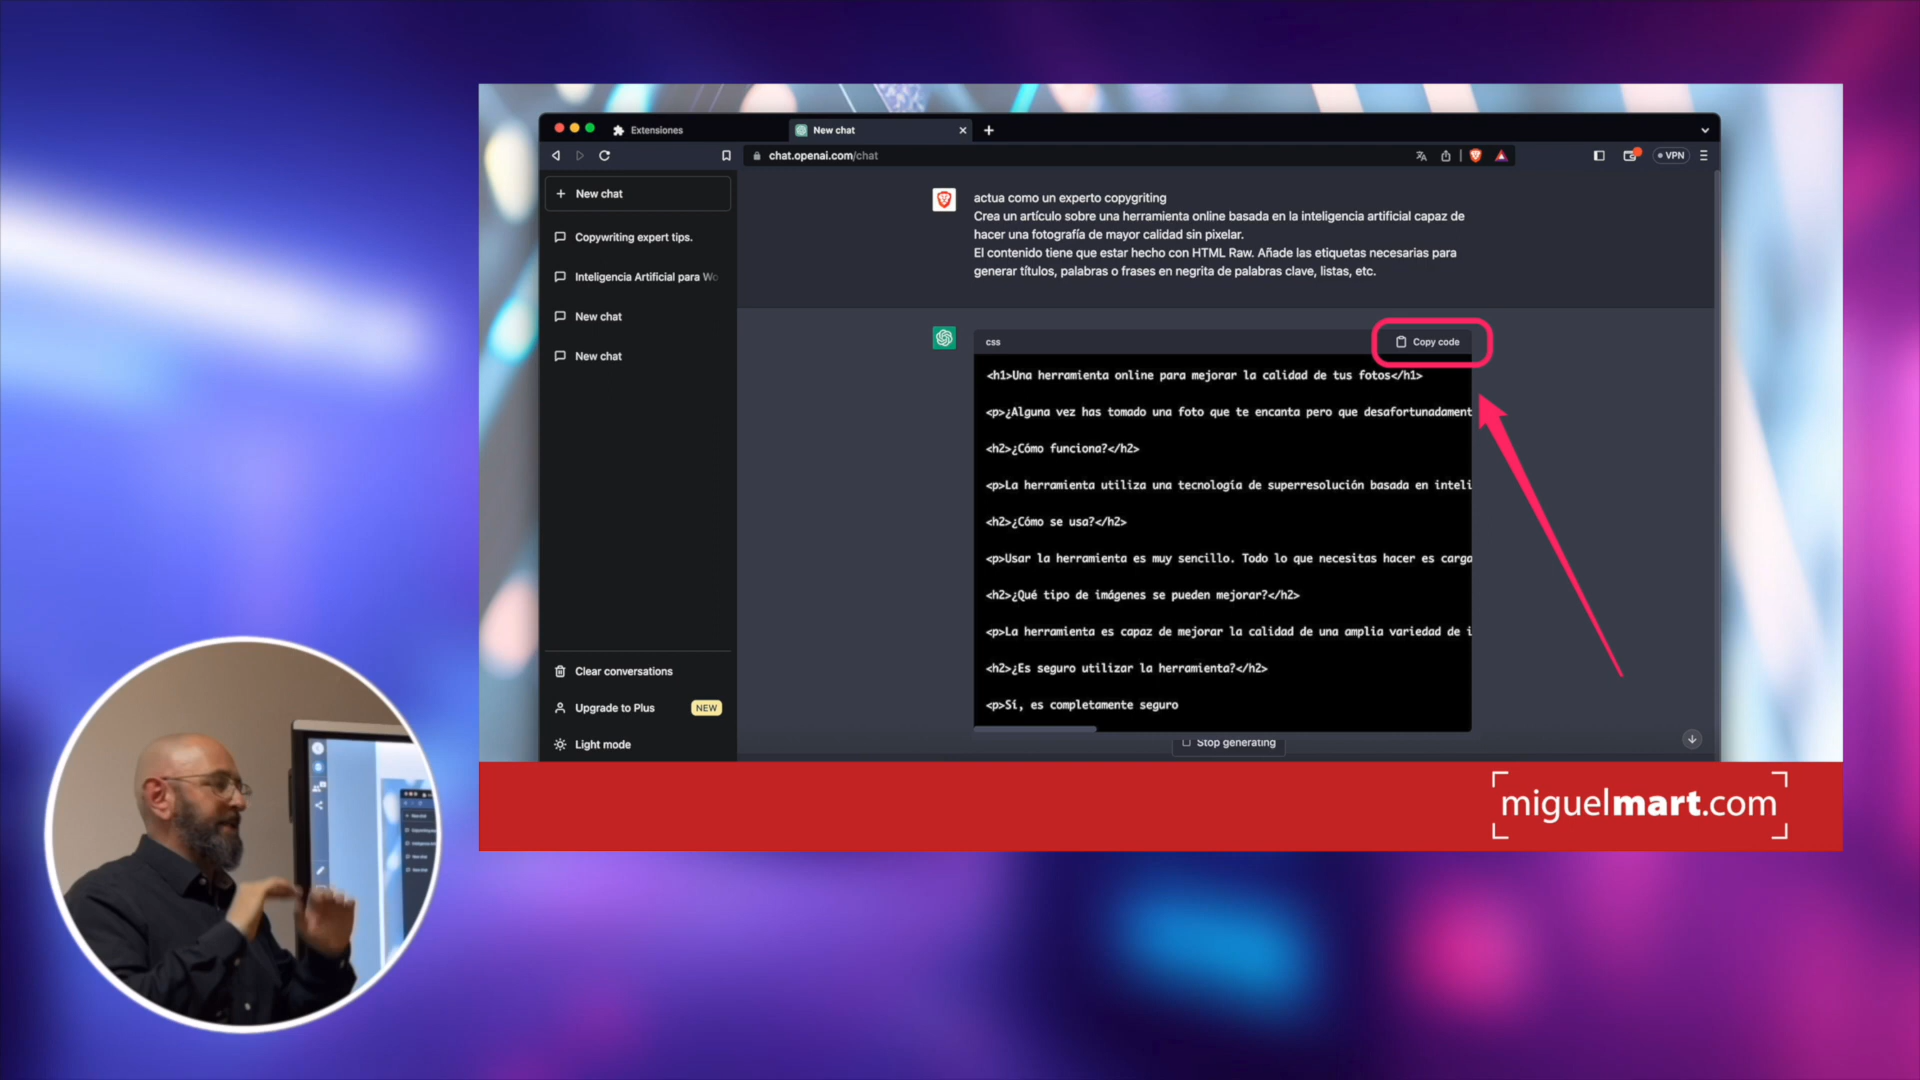 Extensiones
New chat
chat.openai.com/chat
VPN
New chat
Copywriting expert tips.
Inteligencia Artificial para Wo
New chat
New chat
actua como un experto copygriting
Crea un artículo sobre una herramienta online basada en la inteligencia artificial capaz de
hacer una fotografía de mayor calidad sin pixelar.
El contenido tiene que estar hecho con HTML Raw. Añade las etiquetas necesarias para
generar títulos, palabras o frases en negrita de palabras clave, listas, etc.
css
Copy code
<h1>Una herramienta online para mejorar la calidad de tus fotos</h1>
<p>¿Alguna vez has tomado una foto que te encanta pero que desafortunadament
<h2>¿Cómo funciona?</h2>
<p>La herramienta utiliza una tecnología de superresolución basada en inteli
<h2>¿Cómo se usa?</h2>
<p>Usar la herramienta es muy sencillo. Todo lo que necesitas hacer es carga
<h2>¿Qué tipo de imágenes se pueden mejorar?</h2>
<p>La herramienta es capaz de mejorar la calidad de una amplia variedad de i
<h2>¿Es seguro utilizar la herramienta?</h2>
<p>Sí, es completamente seguro
Stop generating
Clear conversations
Upgrade to Plus NEW
Light mode
miguelmart.com